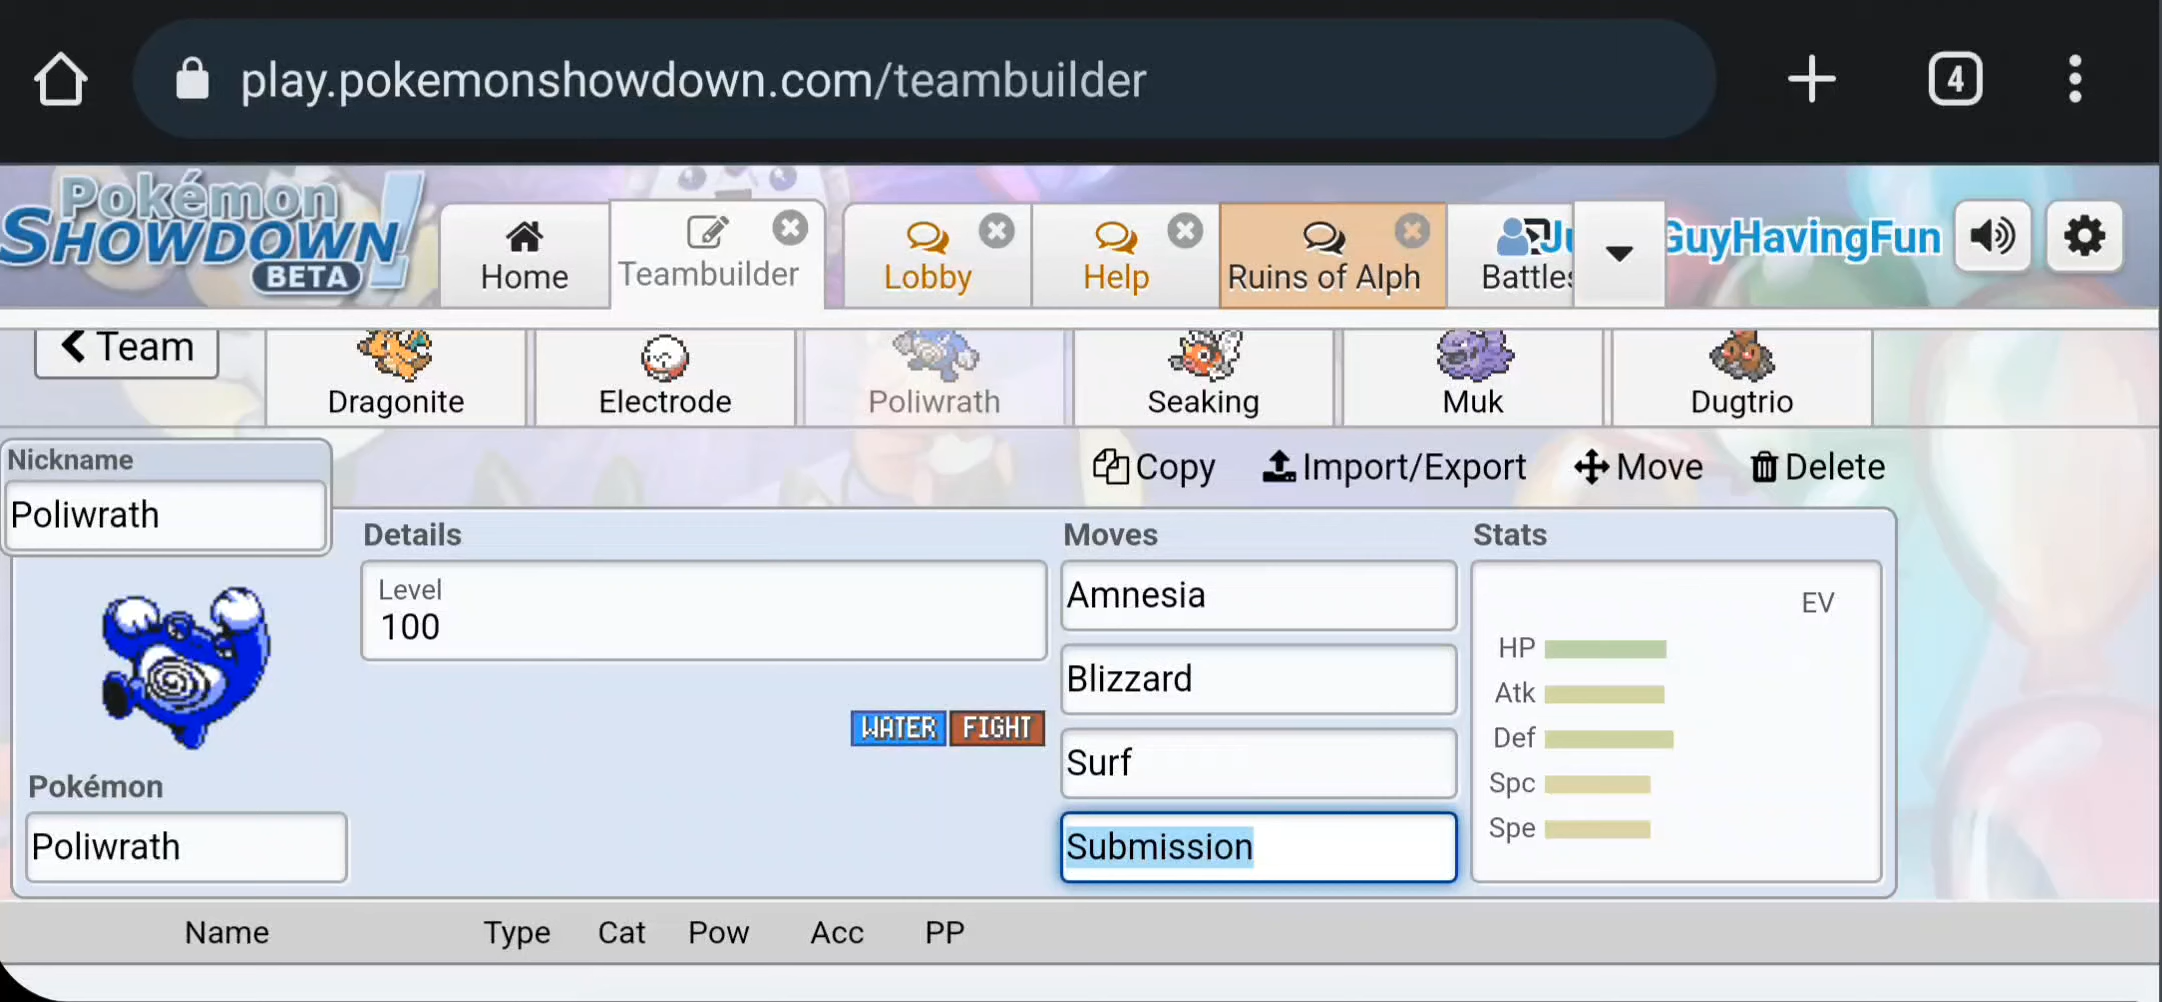 play.pokemonshowdown.com/teambuilder
4
Pokémon
SHOWDOWN!
BETA
Home
Teambuilder
Lobby
Help
Ruins of Alph
Battles
Ju
GuyHavingFun
Team
Dragonite
Electrode
Poliwrath
Seaking
Muk
Dugtrio
Nickname
Poliwrath
Copy
Import/Export
Move
Delete
Details
Moves
Stats
Level
100
WATER
FIGHT
Pokémon
Poliwrath
Amnesia
Blizzard
Surf
Submission
EV
HP
Atk
Def
Spc
Spe
Name Type Cat Pow Acc PP